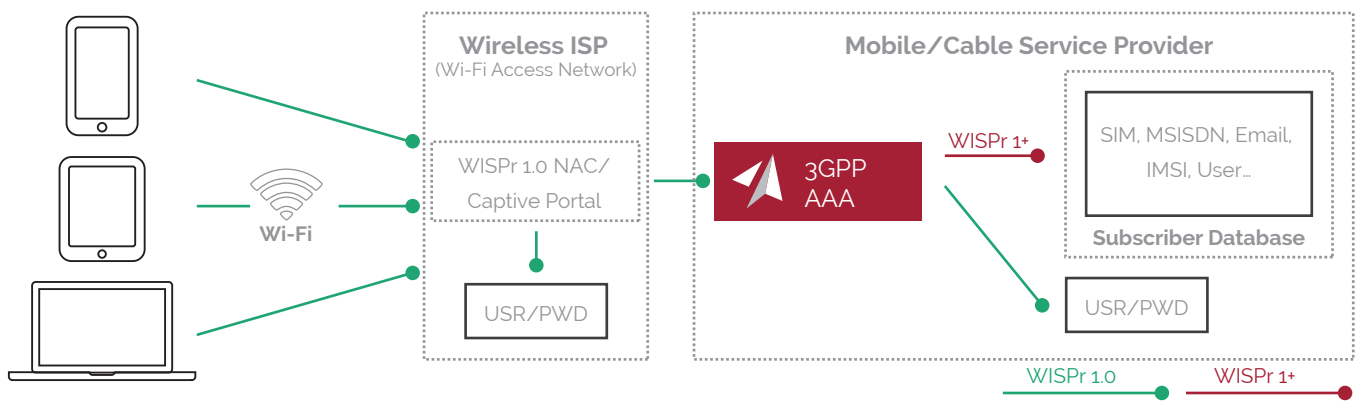 Wi-Fi
Wireless ISP
(Wi-Fi Access Network)
WISPr 1.0 NAC/
Captive Portal
USR/PWD
Mobile/Cable Service Provider
3GPP
AAA
WISPr 1+
SIM, MSISDN, Email,
IMSI, User...
Subscriber Database
USR/PWD
WISPr 1.0
WISPr 1+